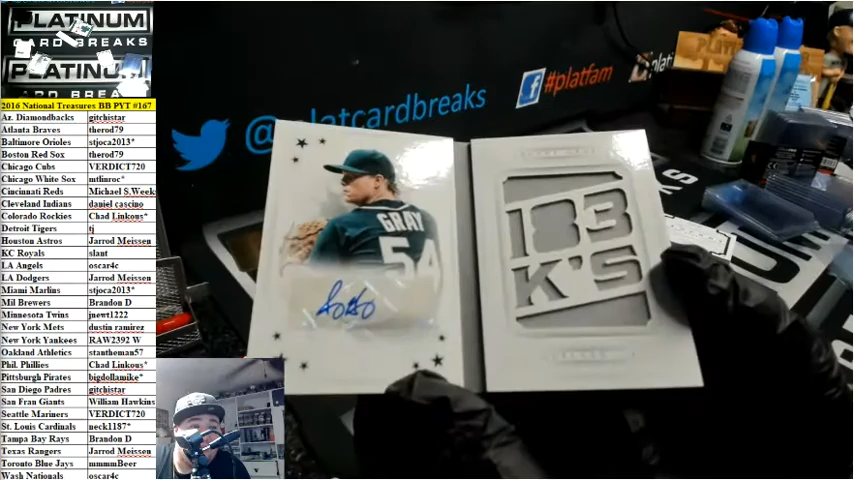 PLATINUM
CARD BREAKS
PLATINUM
CARD BREA
2016 National Treasures BB PYT #167
Az. Diamondbacks gitchistar
Atlanta Braves therod79
Baltimore Orioles stjoca2013*
Boston Red Sox therod79
Chicago Cubs VERDICT720
Chicago White Sox mtlinroc*
Cincinnati Reds Michael S.Week
Cleveland Indians daniel cascino
Colorado Rockies Chad Linkous*
Detroit Tigers tj
Houston Astros Jarrod Meissen
KC Royals slant
LA Angels oscar4c
LA Dodgers Jarrod Meissen
Miami Marlins stjoca2013*
Mil Brewers Brandon D
Minnesota Twins jnewt1222
New York Mets dustin ramirez
New York Yankees RAW2392 W
Oakland Athletics stantheman57
Phil. Phillies Chad Linkous*
Pittsburgh Pirates bigdollamike*
San Diego Padres gitchistar
San Fran Giants William Hawkins
Seattle Mariners VERDICT720
St. Louis Cardinals neck1187*
Tampa Bay Rays Brandon D
Texas Rangers Jarrod Meissen
Toronto Blue Jays mmmmBeer
Wash Nationals oscar4c
@platcardbreaks
#platfam
GRAY
54
183
K'S